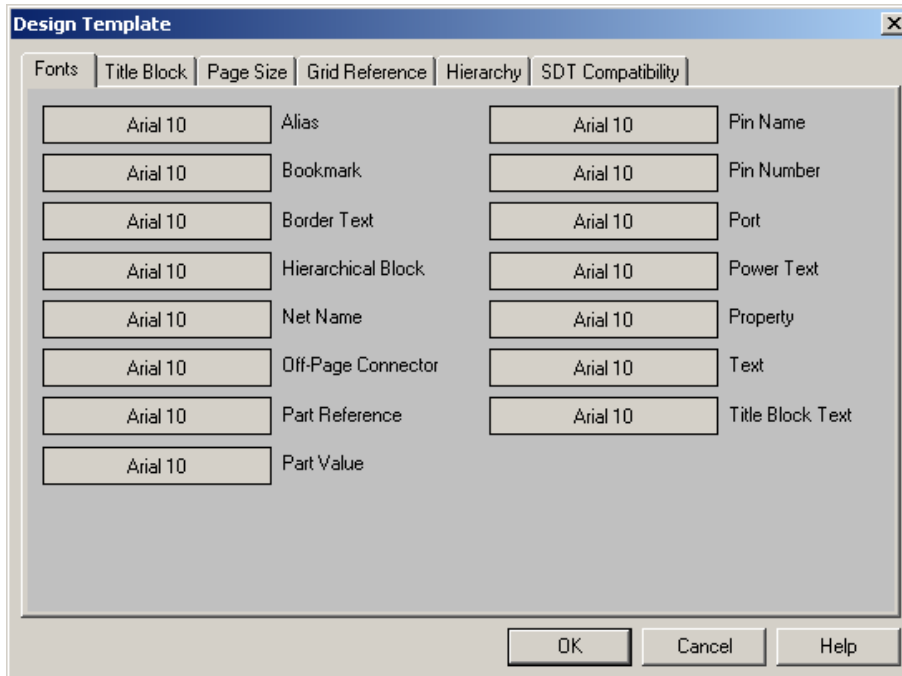 Design Template
Fonts Title Block Page Size Grid Reference Hierarchy SDT Compatibility
Arial 10 Alias Arial 10 Pin Name
Arial 10 Bookmark Arial 10 Pin Number
Arial 10 Border Text Arial 10 Port
Arial 10 Hierarchical Block Arial 10 Power Text
Arial 10 Net Name Arial 10 Property
Arial 10 Off-Page Connector Arial 10 Text
Arial 10 Part Reference Arial 10 Title Block Text
Arial 10 Part Value
OK Cancel Help